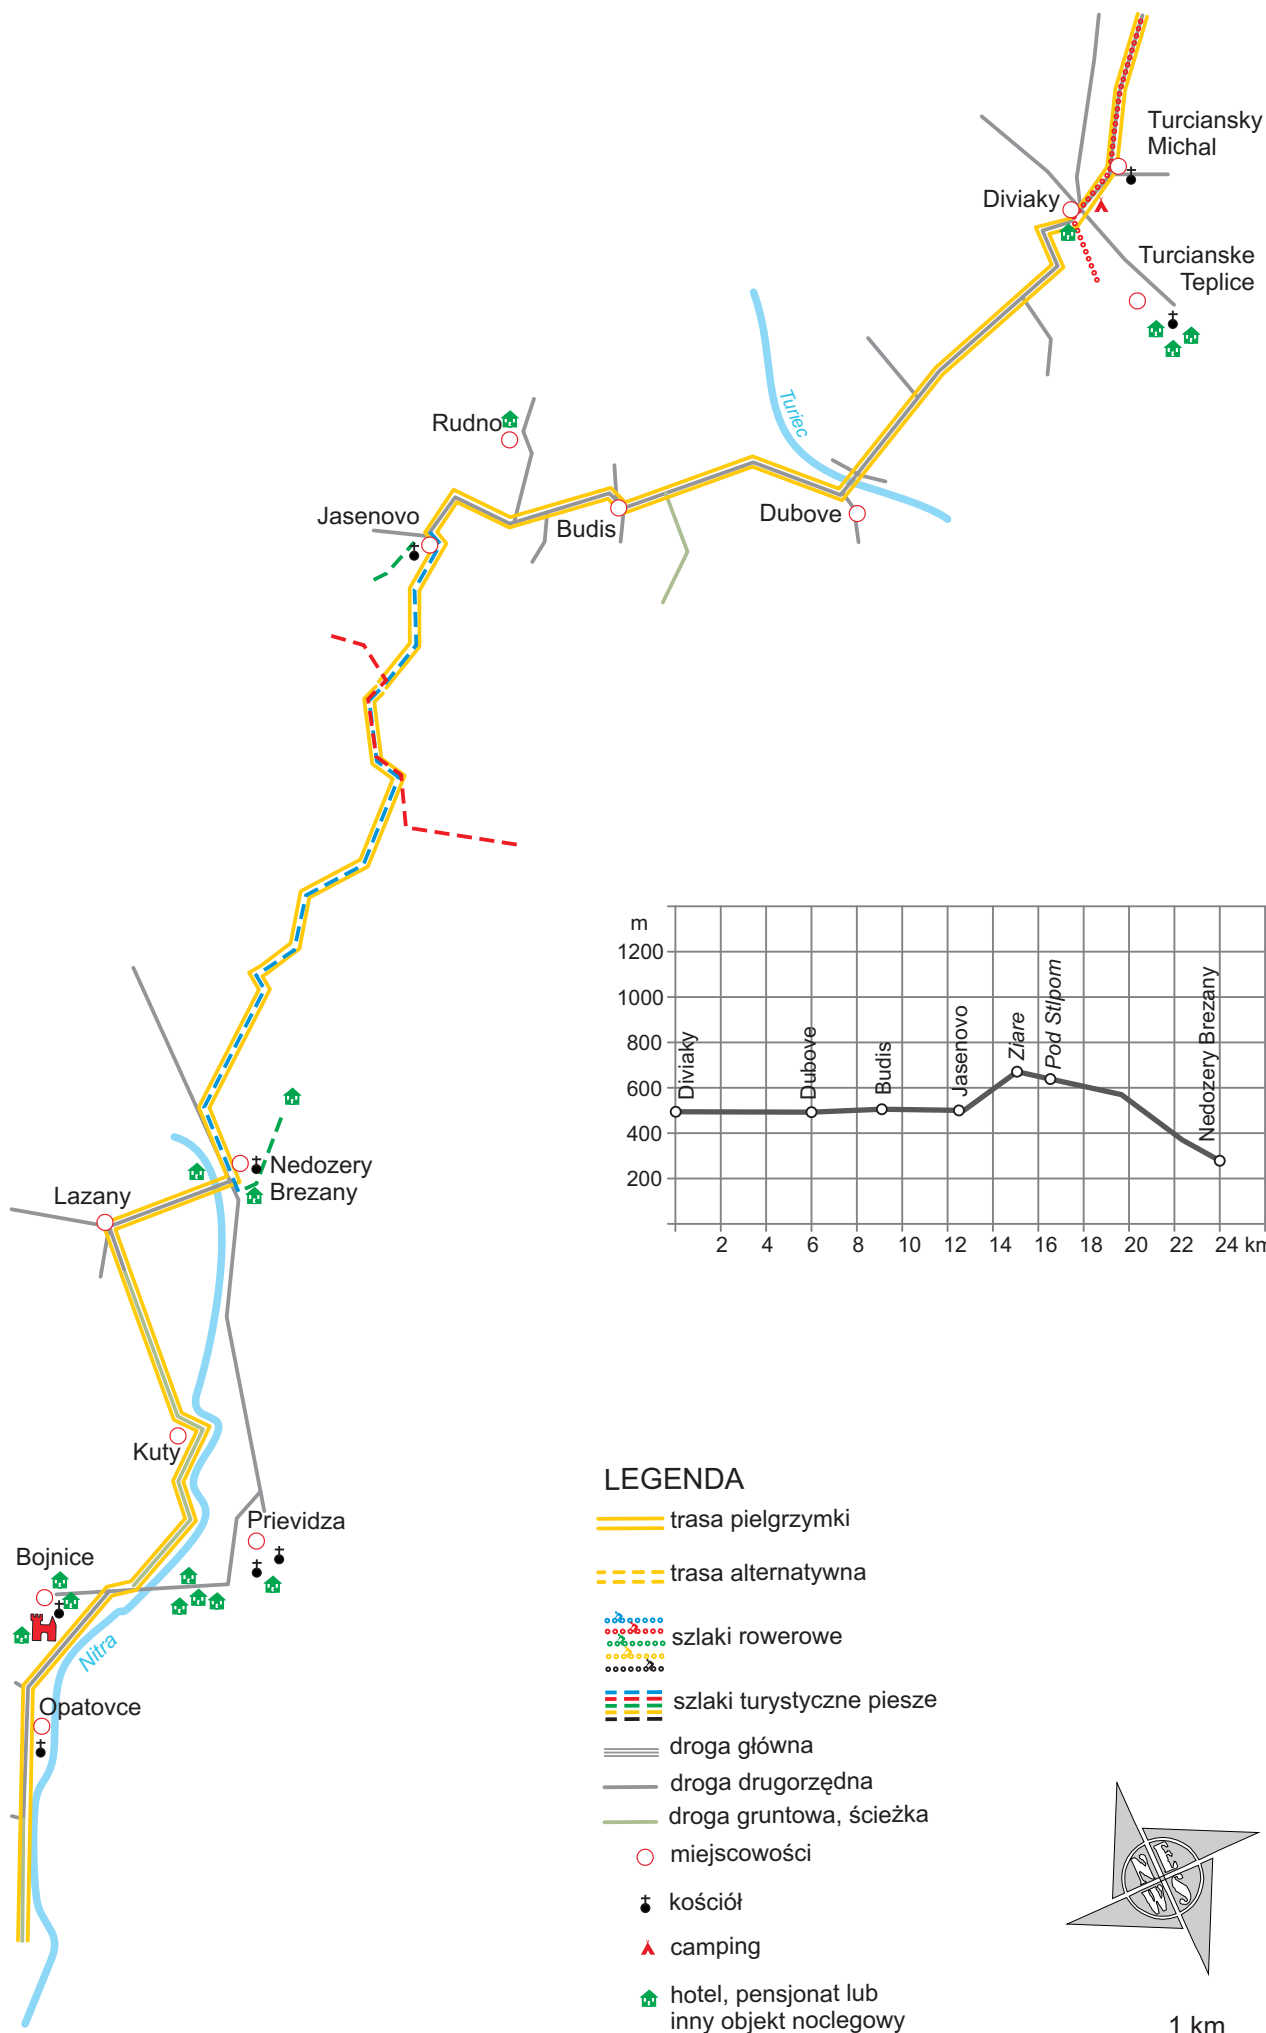 Turciansky
Michal
Diviaky
Turcianske
Teplice
Turiec
Rudno
Jasenovo
Budis
Dubove
m
1200
1000
800
600
400
200
Diviaky
Dubove
Budis
Jasenovo
Ziare
Pod Stlpom
Nedozery Brezany
2 4 6 8 10 12 14 16 18 20 22 24 km
Nedozery
Brezany
Lazany
Kuty
Prievidza
Bojnice
Nitra
Opatovce
LEGENDA
trasa pielgrzymki
trasa alternatywna
szlaki rowerowe
szlaki turystyczne piesze
droga główna
droga drugorzędna
droga gruntowa, ścieżka
miejscowości
kościół
camping
hotel, pensjonat lub
inny objekt noclegowy
N E
W S
1 km